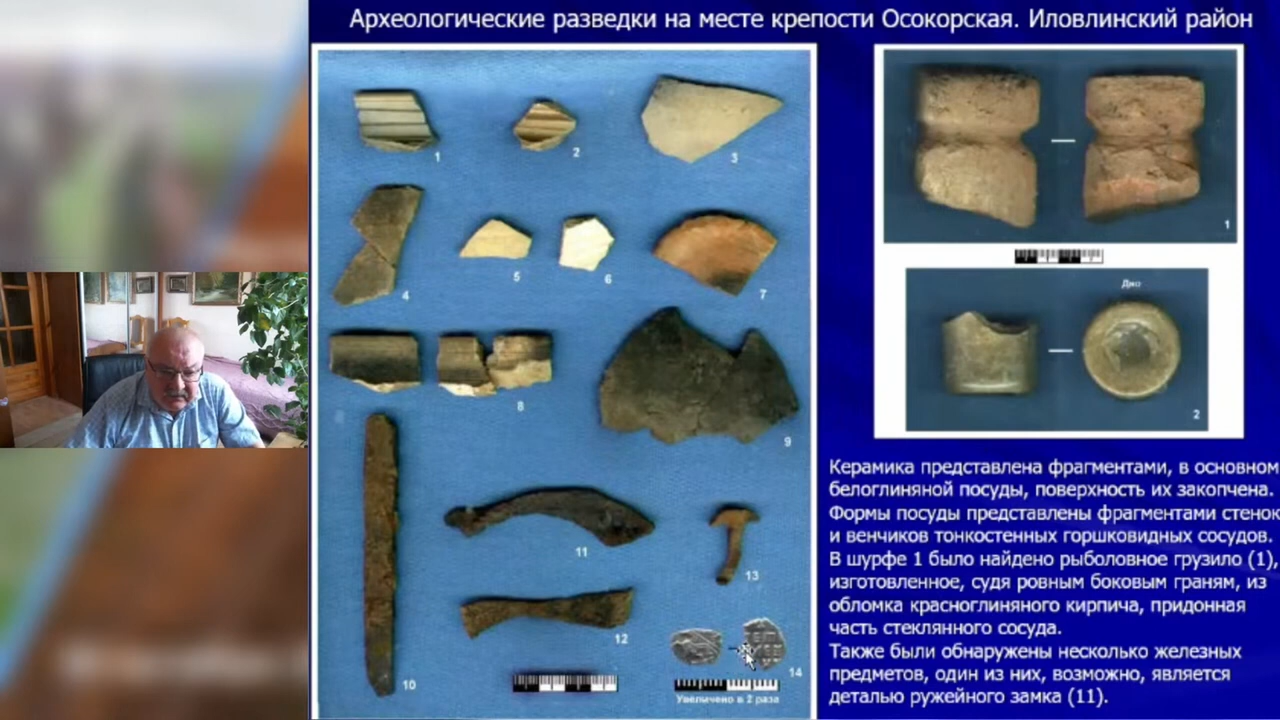 Археологические разведки на месте крепости Осокорская. Иловлинский район
1
2
3
4
5
6
7
8
9
10
11
12
13
14
Увеличено в 2 раза
1
Дно
2
Керамика представлена фрагментами, в основном
белоглиняной посуды, поверхность их закопчена.
Формы посуды представлены фрагментами стенок
и венчиков тонкостенных горшковидных сосудов.
В шурфе 1 было найдено рыболовное грузило (1),
изготовленное, судя ровным боковым граням, из
обломка красноглиняного кирпича, придонная
часть стеклянного сосуда.
Также были обнаружены несколько железных
предметов, один из них, возможно, является
деталью ружейного замка (11).